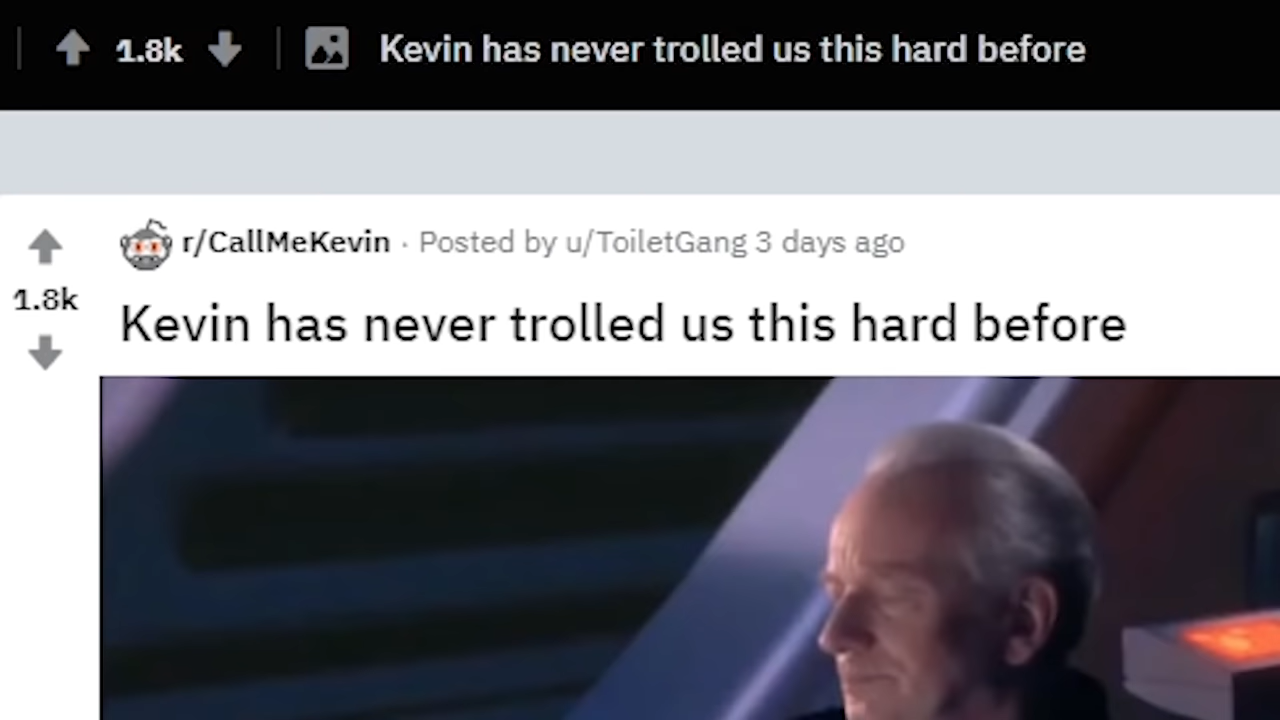 1.8k Kevin has never trolled us this hard before
r/CallMeKevin · Posted by u/ToiletGang 3 days ago
1.8k
Kevin has never trolled us this hard before